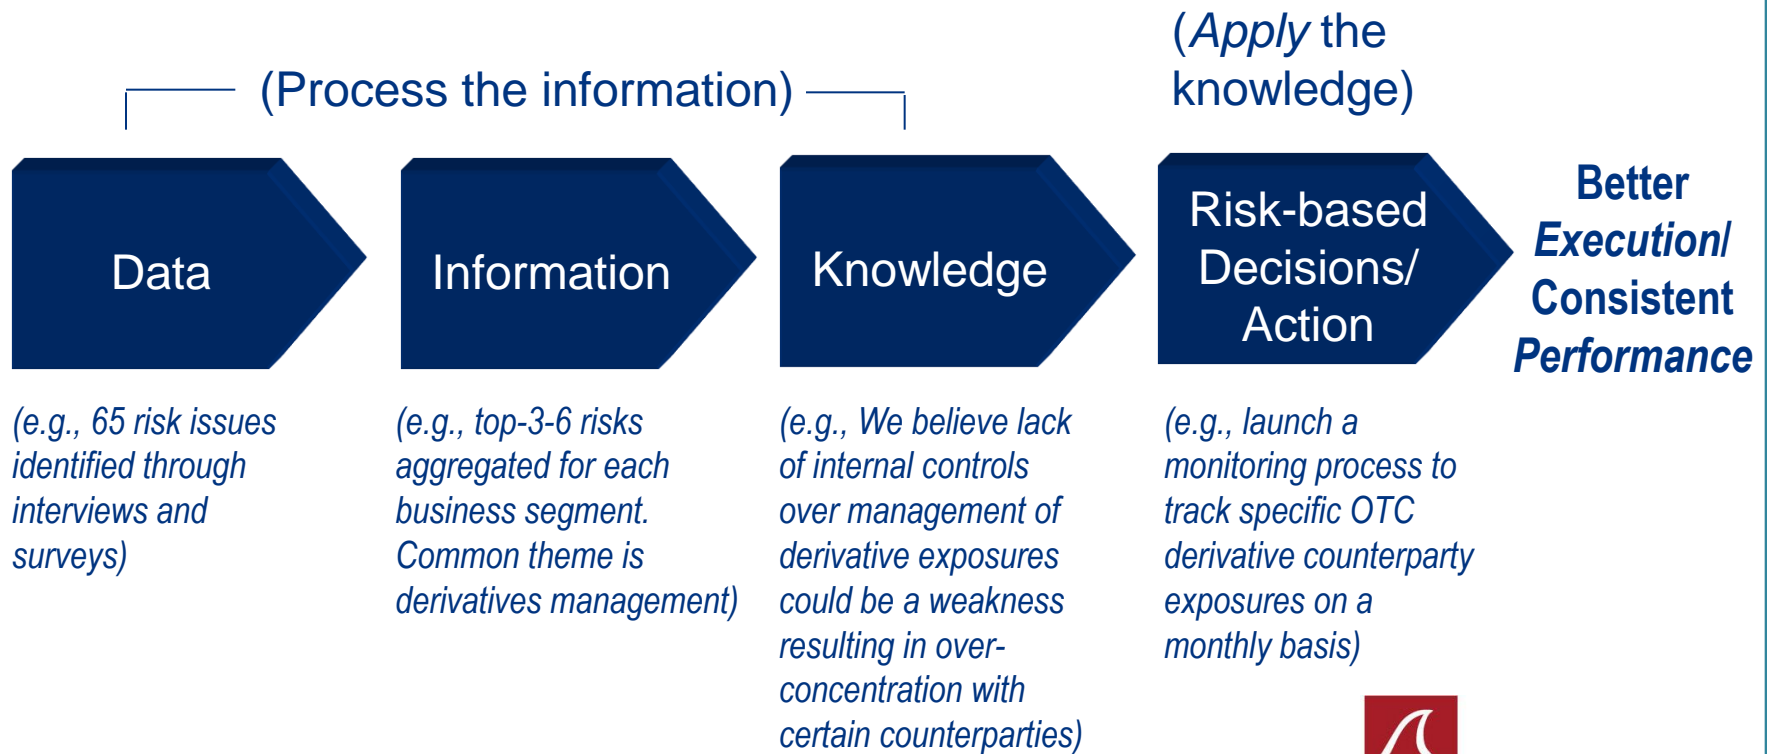 (Apply the
knowledge)
(Process the information)
Data
Information
Knowledge
Risk-based
Decisions/
Action
Better
Execution/
Consistent
Performance
(e.g., 65 risk issues
identified through
interviews and
surveys)
(e.g., top-3-6 risks
aggregated for each
business segment.
Common theme is
derivatives management)
(e.g., We believe lack
of internal controls
over management of
derivative exposures
could be a weakness
resulting in over-
concentration with
certain counterparties)
(e.g., launch a
monitoring process to
track specific OTC
derivative counterparty
exposures on a
monthly basis)